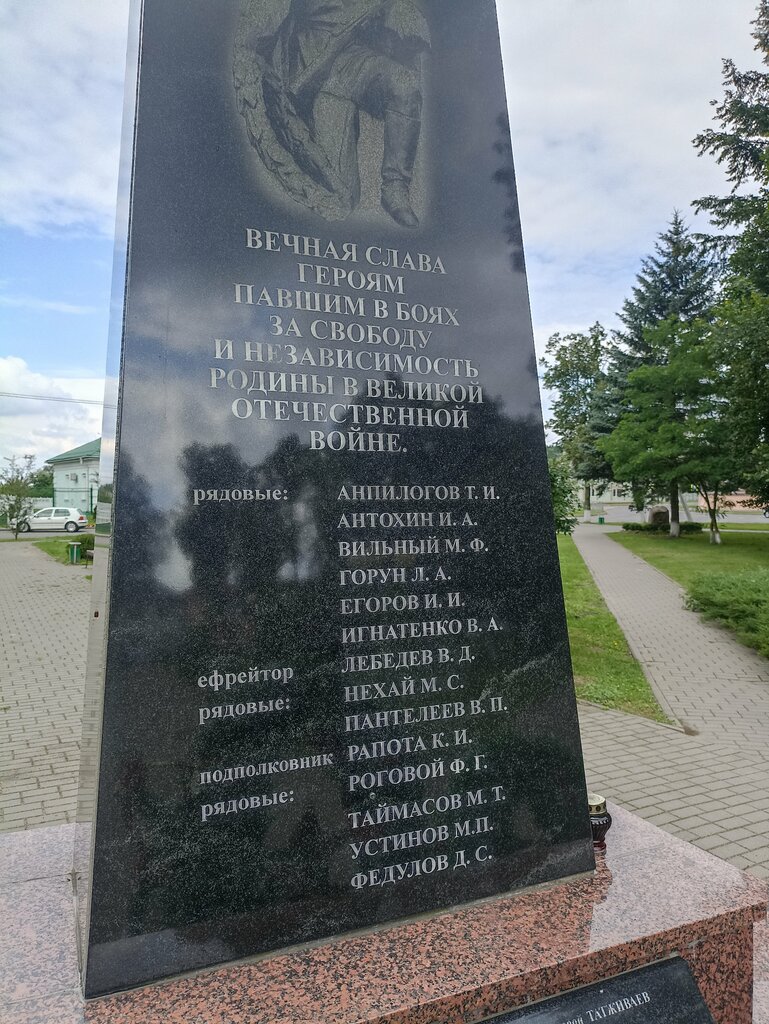 ВЕЧНАЯ СЛАВА
ГЕРОЯМ
ПАВШИМ В БОЯХ
ЗА СВОБОДУ
И НЕЗАВИСИМОСТЬ
РОДИНЫ В ВЕЛИКОЙ
ОТЕЧЕСТВЕННОЙ
ВОЙНЕ.
рядовые: АНПИЛОГОВ Т. И.
АНТОХИН И. А.
ВИЛЬНЫЙ М. Ф.
ГОРУН Л. А.
ЕГОРОВ И. И.
ИГНАТЕНКО В. А.
ефрейтор ЛЕБЕДЕВ В. Д.
рядовые: НЕХАЙ М. С.
ПАНТЕЛЕЕВ В. П.
подполковник РАПОТА К. И.
рядовые: РОГОВОЙ Ф. Г.
ТАЙМАСОВ М. Т.
УСТИНОВ М.П.
ФЕДУЛОВ Д. С.
ТАТЖИВАЕВ